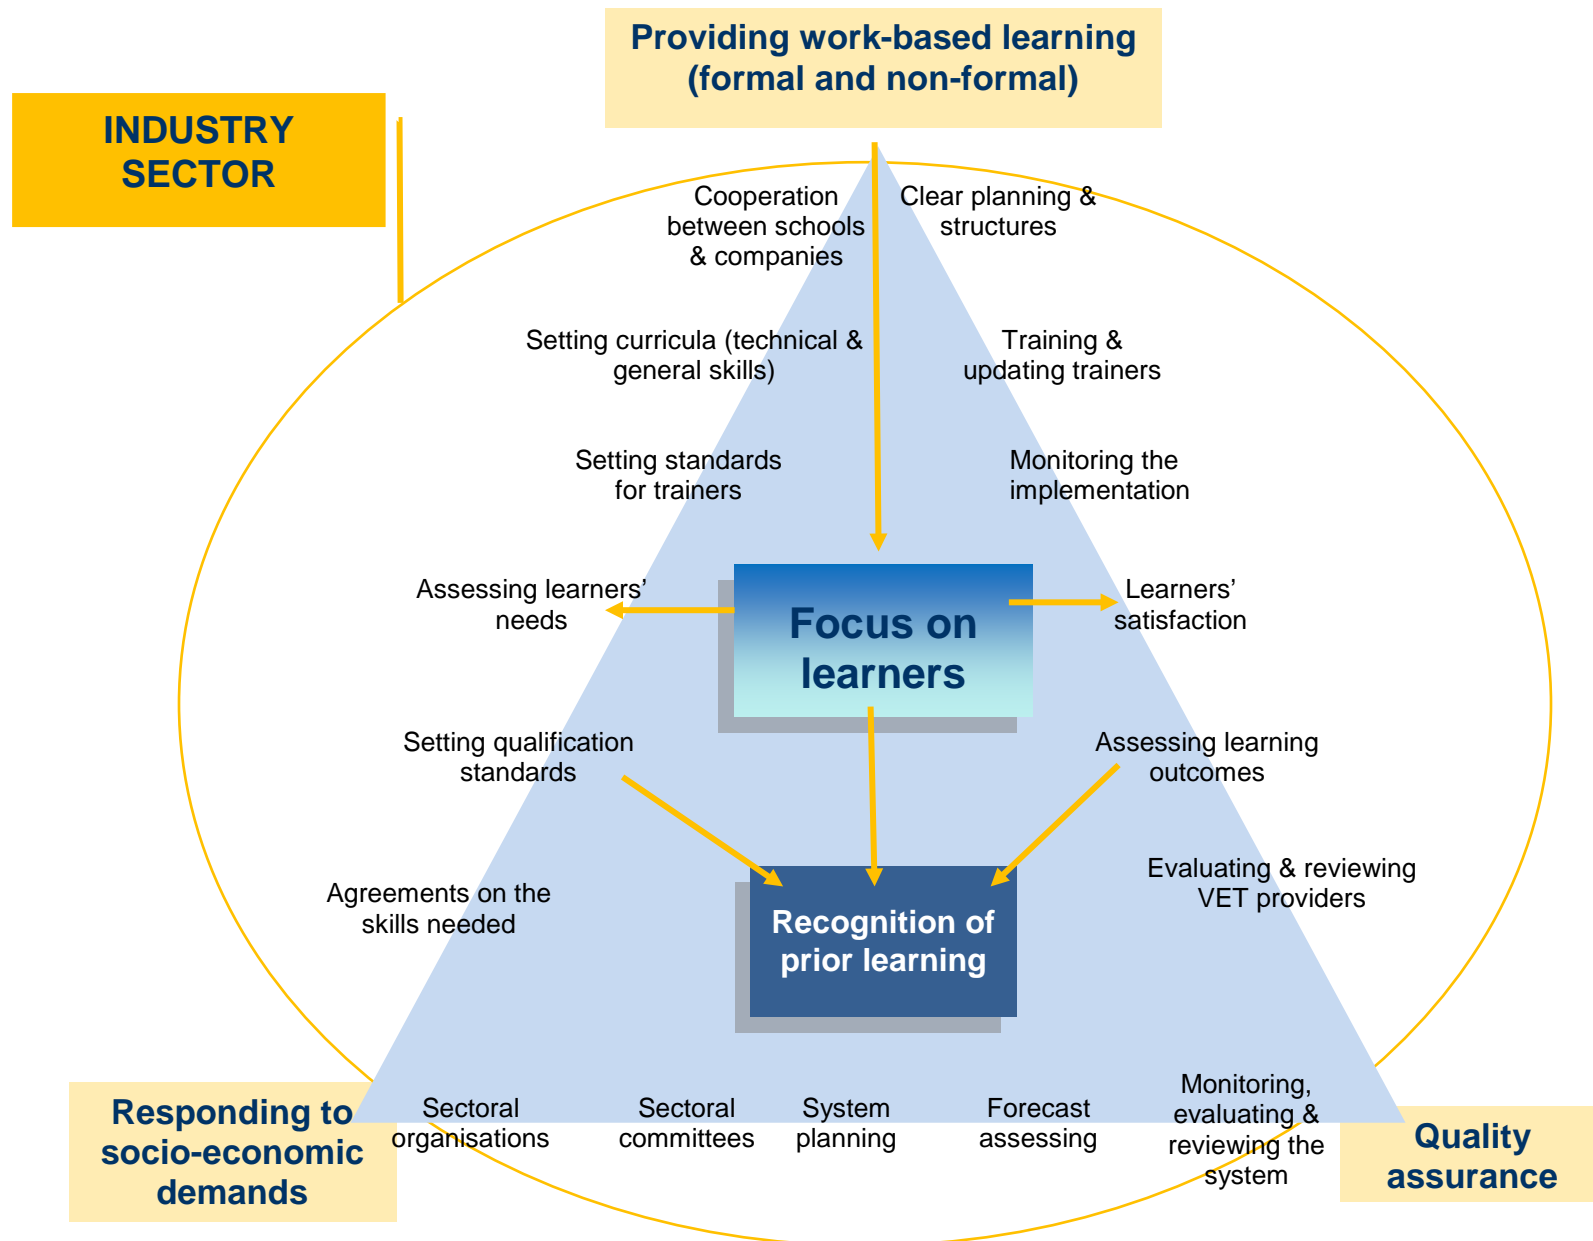 Providing work-based learning
(formal and non-formal)
INDUSTRY
SECTOR
Cooperation
between schools
& companies
Clear planning &
structures
Setting curricula (technical &
general skills)
Training &
updating trainers
Setting standards
for trainers
Monitoring the
implementation
Assessing learners’
needs
Focus on
learners
Learners’
satisfaction
Setting qualification
standards
Assessing learning
outcomes
Agreements on the
skills needed
Recognition of
prior learning
Evaluating & reviewing
VET providers
Responding to
socio-economic
demands
Sectoral
organisations
Sectoral
committees
System
planning
Forecast
assessing
Monitoring,
evaluating &
reviewing the
system
Quality
assurance